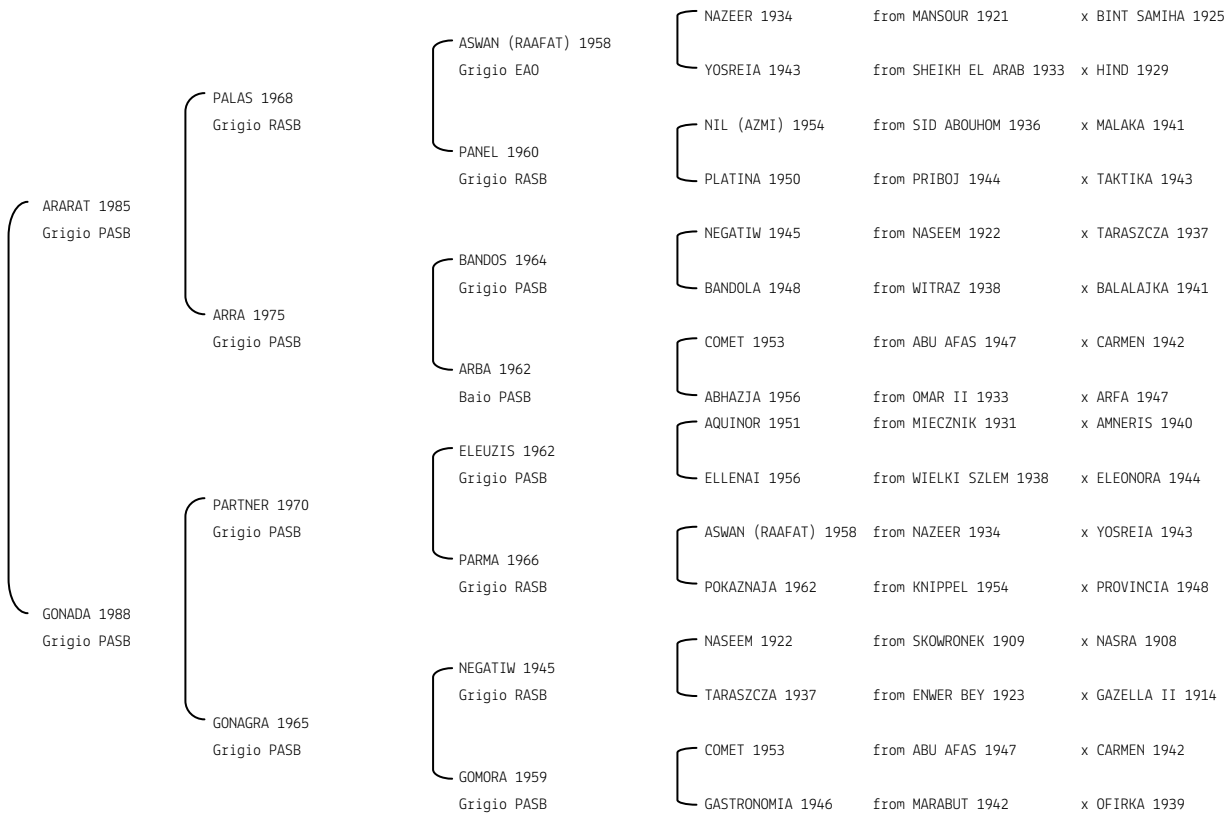 NAZEER 1934 from MANSOUR 1921 x BINT SAMIHA 1925
ASWAN (RAAFAT) 1958
Grigio EAO
YOSREIA 1943 from SHEIKH EL ARAB 1933 x HIND 1929
PALAS 1968
Grigio RASB
NIL (AZMI) 1954 from SID ABOUHOM 1936 x MALAKA 1941
PANEL 1960
Grigio RASB
PLATINA 1950 from PRIBOJ 1944 x TAKTIKA 1943
ARARAT 1985
Grigio PASB
NEGATIW 1945 from NASEEM 1922 x TARASZCZA 1937
BANDOS 1964
Grigio PASB
BANDOLA 1948 from WITRAZ 1938 x BALALAJKA 1941
ARRA 1975
Grigio PASB
COMET 1953 from ABU AFAS 1947 x CARMEN 1942
ARBA 1962
Baio PASB
ABHAZJA 1956 from OMAR II 1933 x ARFA 1947
AQUINOR 1951 from MIECZNIK 1931 x AMNERIS 1940
ELEUZIS 1962
Grigio PASB
ELLENAI 1956 from WIELKI SZLEM 1938 x ELEONORA 1944
PARTNER 1970
Grigio PASB
ASWAN (RAAFAT) 1958 from NAZEER 1934 x YOSREIA 1943
PARMA 1966
Grigio RASB
POKAZNAJA 1962 from KNIPPEL 1954 x PROVINCIA 1948
GONADA 1988
Grigio PASB
NASEEM 1922 from SKOWRONEK 1909 x NASRA 1908
NEGATIW 1945
Grigio RASB
TARASZCZA 1937 from ENWER BEY 1923 x GAZELLA II 1914
GONAGRA 1965
Grigio PASB
COMET 1953 from ABU AFAS 1947 x CARMEN 1942
GOMORA 1959
Grigio PASB
GASTRONOMIA 1946 from MARABUT 1942 x OFIRKA 1939